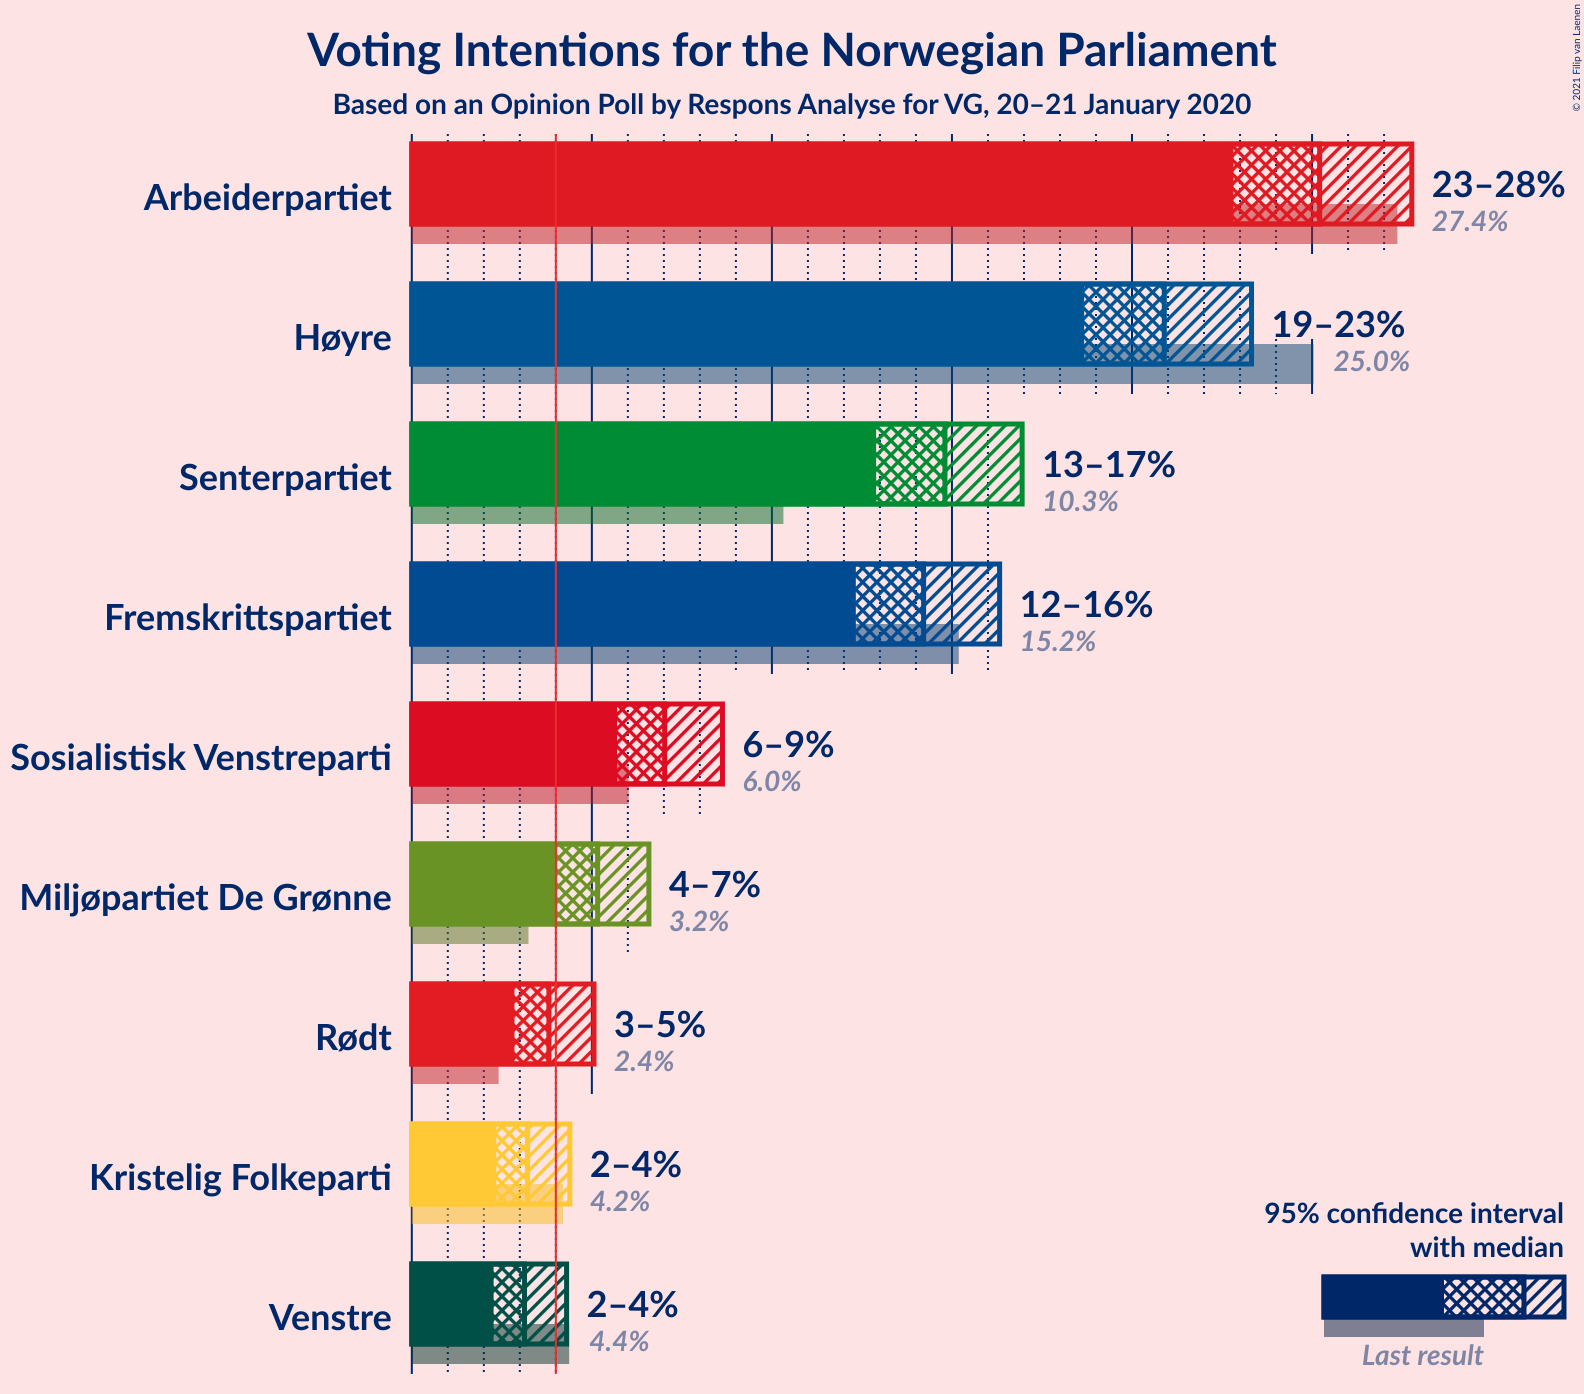 Voting Intentions for the Norwegian Parliament
Based on an Opinion Poll by Respons Analyse for VG, 20–21 January 2020
© 2021 Filip van Laenen
Arbeiderpartiet
23–28%
27.4%
Høyre
19–23%
25.0%
Senterpartiet
13–17%
10.3%
Fremskrittspartiet
12–16%
15.2%
Sosialistisk Venstreparti
6–9%
6.0%
Miljøpartiet De Grønne
4–7%
3.2%
Rødt
3–5%
2.4%
Kristelig Folkeparti
2–4%
4.2%
Venstre
2–4%
4.4%
95% confidence interval
with median
Last result